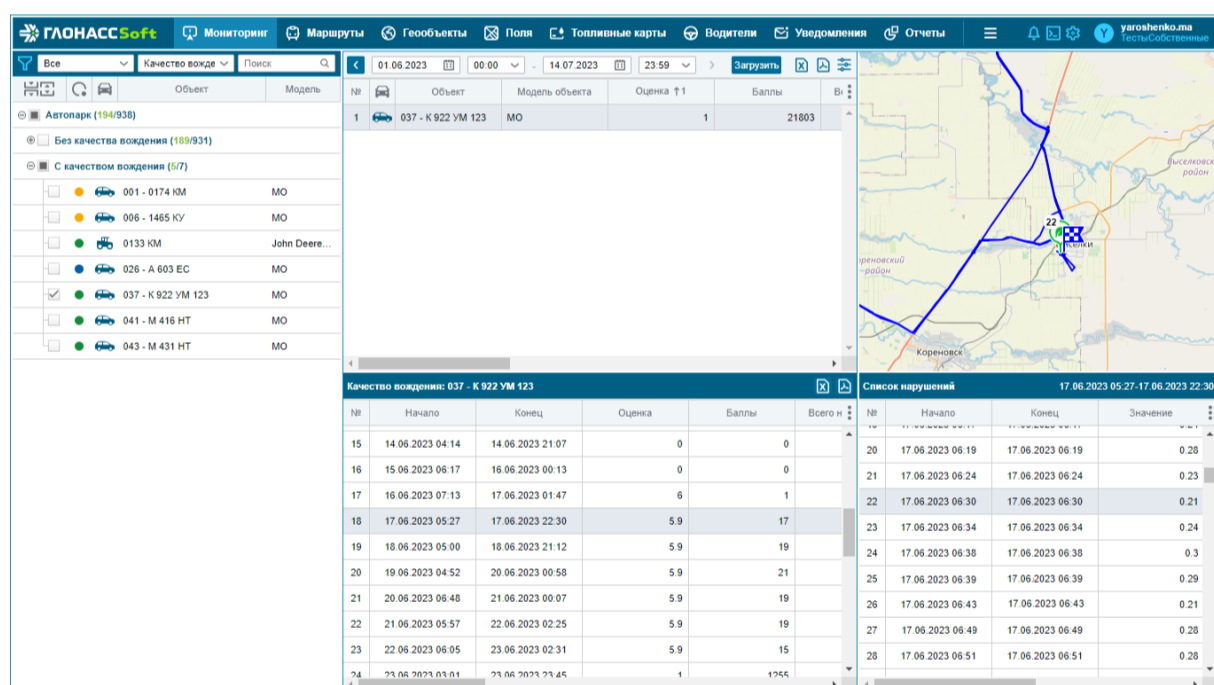 ГЛОНАССSoft Мониторинг Маршруты Геообъекты Поля Топливные карты Водители Уведомления Отчеты Y yaroshenko.ma
ТестыСобственные
Все Качество вожде Поиск
Объект Модель
Автопарк (194/938)
Без качества вождения (189/931)
С качеством вождения (5/7)
001 - 0174 КМ МО
006 - 1465 КУ МО
0133 КМ John Deere...
026 - А 603 ЕС МО
037 - К 922 УМ 123 МО
041 - М 416 НТ МО
043 - М 431 НТ МО
01.06.2023 00:00 - 14.07.2023 23:59 Загрузить
№ Объект Модель объекта Оценка ↑1 Баллы
1 037 - К 922 УМ 123 МО 1 21803
Выселковск
район
22
район
Кореновск
Качество вождения: 037 - К 922 УМ 123
№ Начало Конец Оценка Баллы Всего н
15 14.06.2023 04:14 14.06.2023 21:07 0 0
16 15.06.2023 06:17 16.06.2023 00:13 0 0
17 16.06.2023 07:13 17.06.2023 01:47 6 1
18 17.06.2023 05:27 17.06.2023 22:30 5.9 17
19 18.06.2023 05:00 18.06.2023 21:12 5.9 19
20 19.06.2023 04:52 20.06.2023 00:58 5.9 21
21 20.06.2023 06:48 21.06.2023 00:07 5.9 19
22 21.06.2023 05:57 22.06.2023 02:25 5.9 19
23 22.06.2023 06:05 23.06.2023 02:31 5.9 15
24 23.06.2023 03:01 23.06.2023 23:45 1 1255
Список нарушений 17.06.2023 05:27-17.06.2023 22:30
№ Начало Конец Значение
20 17.06.2023 06:19 17.06.2023 06:19 0.28
21 17.06.2023 06:24 17.06.2023 06:24 0.23
22 17.06.2023 06:30 17.06.2023 06:30 0.21
23 17.06.2023 06:34 17.06.2023 06:34 0.24
24 17.06.2023 06:38 17.06.2023 06:38 0.3
25 17.06.2023 06:39 17.06.2023 06:39 0.29
26 17.06.2023 06:43 17.06.2023 06:43 0.21
27 17.06.2023 06:49 17.06.2023 06:49 0.28
28 17.06.2023 06:51 17.06.2023 06:51 0.28